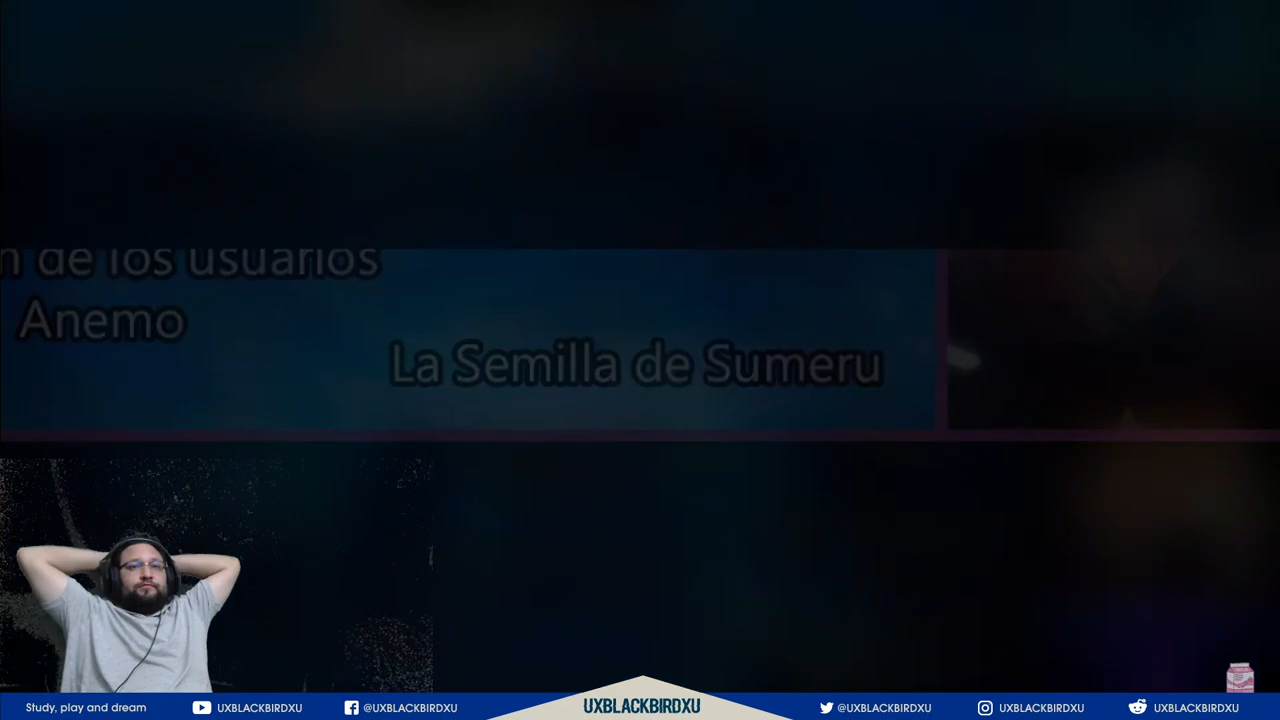 n de los usuarios
Anemo
La Semilla de Sumeru
Study, play and dream
UXBLACKBIRDXU
@UXBLACKBIRDXU
UXBLACKBIRDXU
@UXBLACKBIRDXU
UXBLACKBIRDXU
UXBLACKBIRDXU